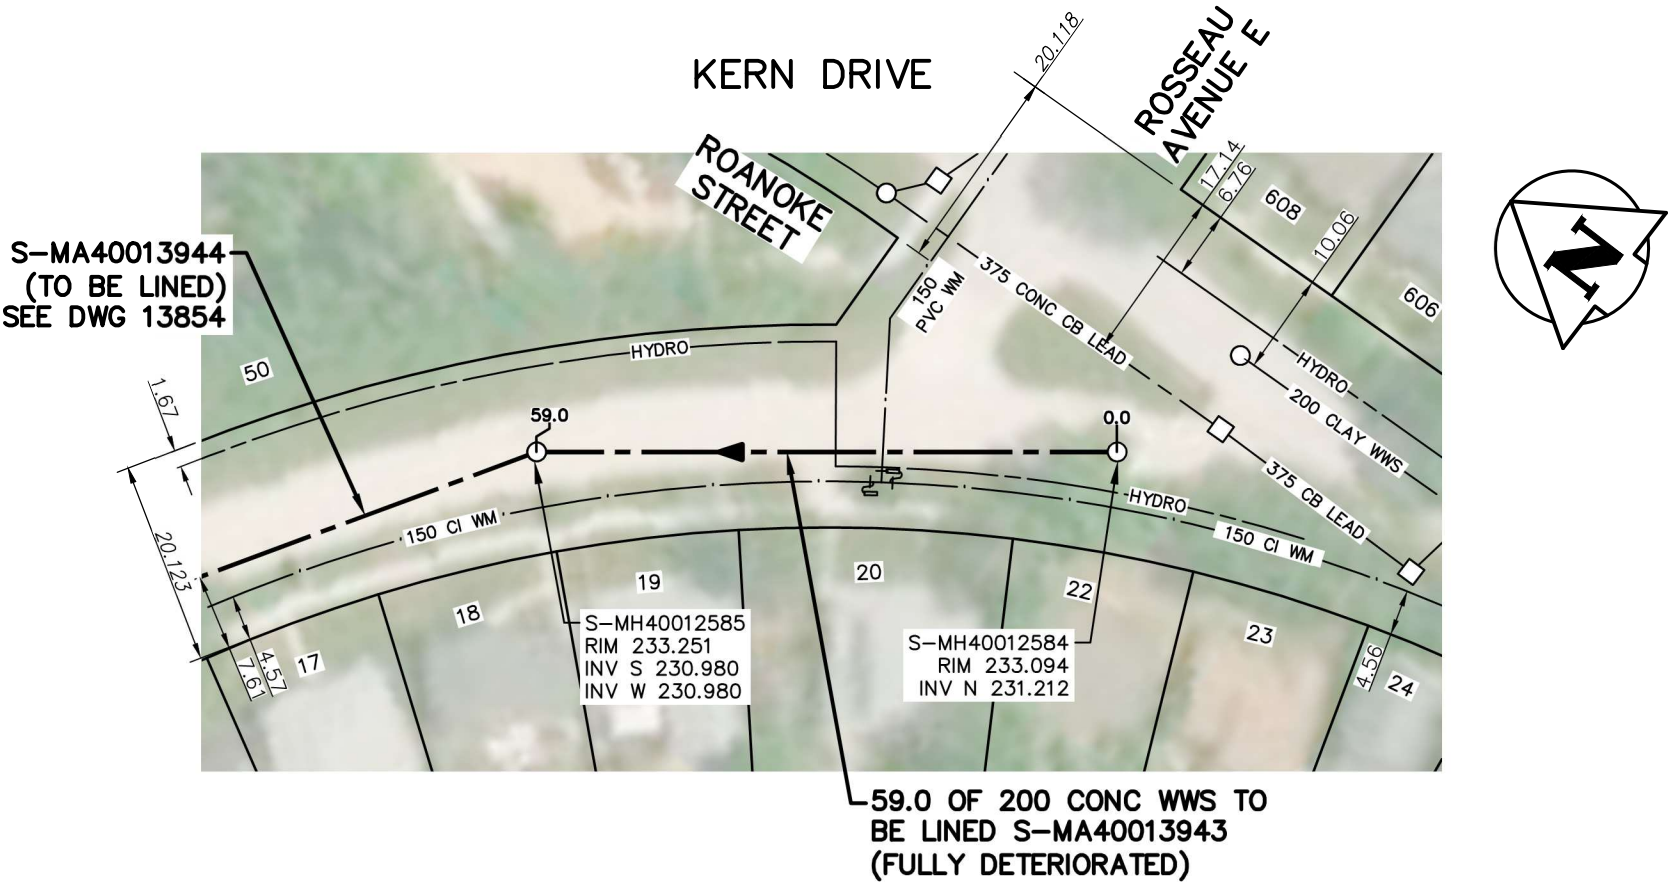 KERN DRIVE
20.118
ROSSEAU
AVENUE E
ROANOKE
STREET
17.14
6.76
608
10.06
606
N
S-MA40013944
(TO BE LINED)
SEE DWG 13854
375 CONC CB LEAD
150
PVC WM
HYDRO
HYDRO
200 CLAY WWS
50
1.67
59.0
0.0
375 CB LEAD
HYDRO
150 CI WM
150 CI WM
20.123
17
18
19
20
22
23
24
4.57
7.61
4.56
S-MH40012585
RIM 233.251
INV S 230.980
INV W 230.980
S-MH40012584
RIM 233.094
INV N 231.212
59.0 OF 200 CONC WWS TO
BE LINED S-MA40013943
(FULLY DETERIORATED)